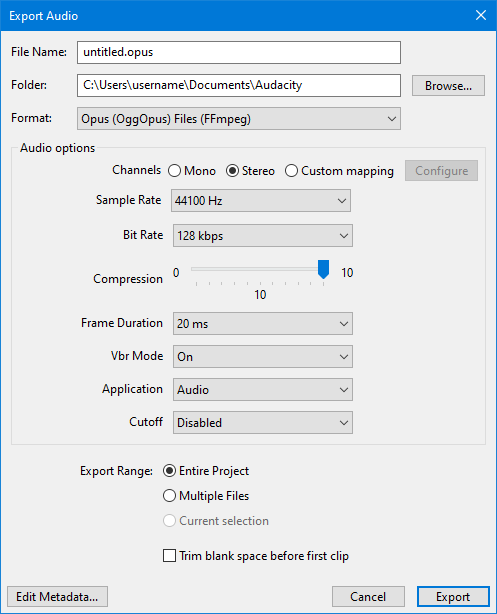 Export Audio
File Name: untitled.opus
Folder: C:\Users\username\Documents\Audacity Browse...
Format: Opus (OggOpus) Files (FFmpeg)
Audio options
Channels Mono Stereo Custom mapping Configure
Sample Rate 44100 Hz
Bit Rate 128 kbps
Compression 0 10
10
Frame Duration 20 ms
Vbr Mode On
Application Audio
Cutoff Disabled
Export Range: Entire Project
Multiple Files
Current selection
Trim blank space before first clip
Edit Metadata... Cancel Export